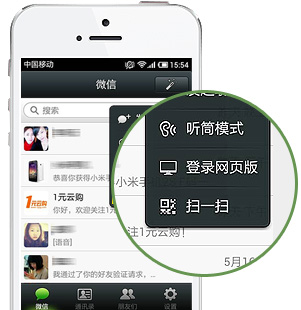 中国移动
15:54
微信
搜索
恭喜你获得小米手
1元云购
你好，欢迎关注1元云购
[语音]
我通过了你的好友验证请求，...
听筒模式
登录网页版
扫一扫
小米手
注1元云购！
5月16
微信
通讯录
朋友们
设置